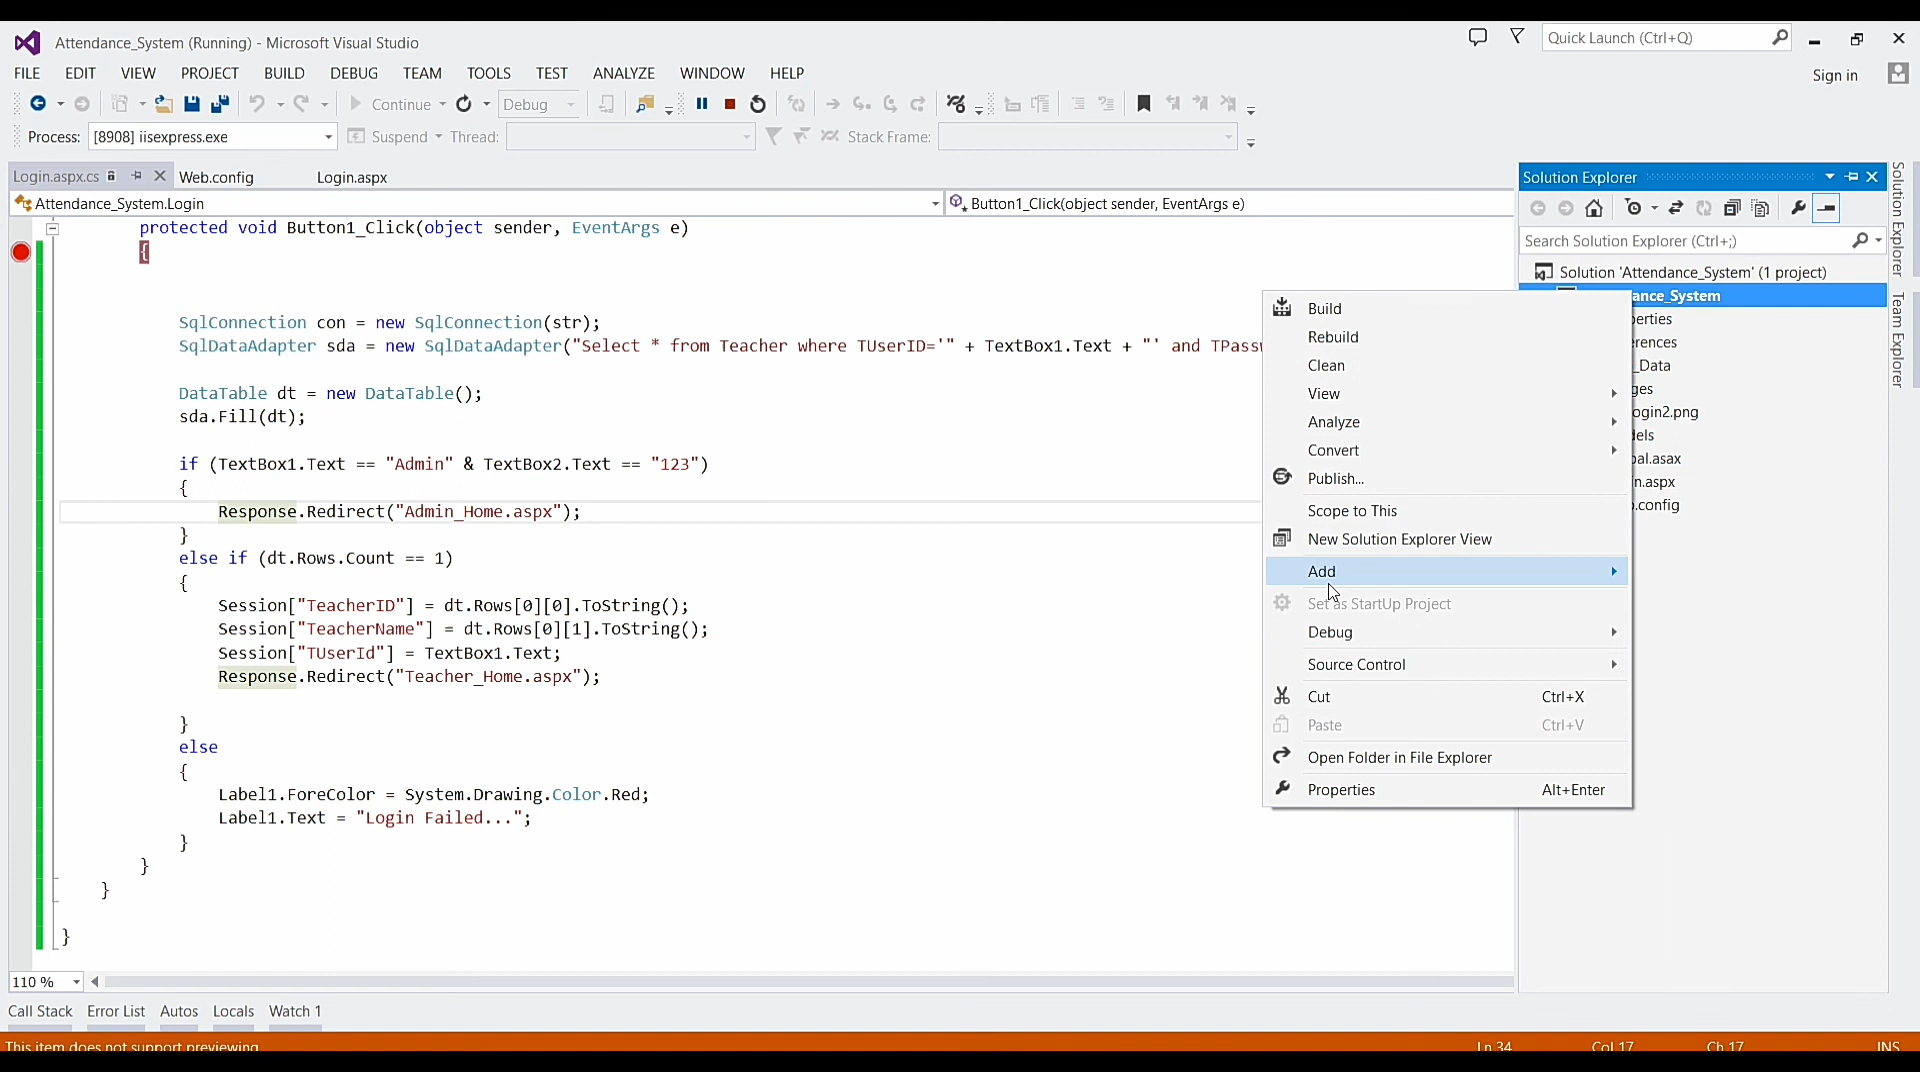 Attendance_System (Running) - Microsoft Visual Studio
Quick Launch (Ctrl+Q)
FILE EDIT VIEW PROJECT BUILD DEBUG TEAM TOOLS TEST ANALYZE WINDOW HELP
Sign in
Continue Debug
Process: [8908] iisexpress.exe Suspend Thread: Stack Frame:
Login.aspx.cs Web.config Login.aspx
Attendance_System.Login Button1_Click(object sender, EventArgs e)
protected void Button1_Click(object sender, EventArgs e)
{
SqlConnection con = new SqlConnection(str);
SqlDataAdapter sda = new SqlDataAdapter("Select * from Teacher where TUserID='" + TextBox1.Text + "' and TPass
DataTable dt = new DataTable();
sda.Fill(dt);
if (TextBox1.Text == "Admin" & TextBox2.Text == "123")
{
Response.Redirect("Admin_Home.aspx");
}
else if (dt.Rows.Count == 1)
{
Session["TeacherID"] = dt.Rows[0][0].ToString();
Session["TeacherName"] = dt.Rows[0][1].ToString();
Session["TUserId"] = TextBox1.Text;
Response.Redirect("Teacher_Home.aspx");
}
else
{
Label1.ForeColor = System.Drawing.Color.Red;
Label1.Text = "Login Failed...";
}
}
}
}
110 %
Build
Rebuild
Clean
View
Analyze
Convert
Publish...
Scope to This
New Solution Explorer View
Add
Set as StartUp Project
Debug
Source Control
Cut Ctrl+X
Paste Ctrl+V
Open Folder in File Explorer
Properties Alt+Enter
Solution Explorer
Search Solution Explorer (Ctrl+;)
Solution 'Attendance_System' (1 project)
ance_System
perties
erences
_Data
ges
ogin2.png
dels
bal.asax
n.aspx
.config
Solution Explorer
Team Explorer
Call Stack Error List Autos Locals Watch 1
This item does not support previewing
Ln 34 Col 17 Ch 17 INS